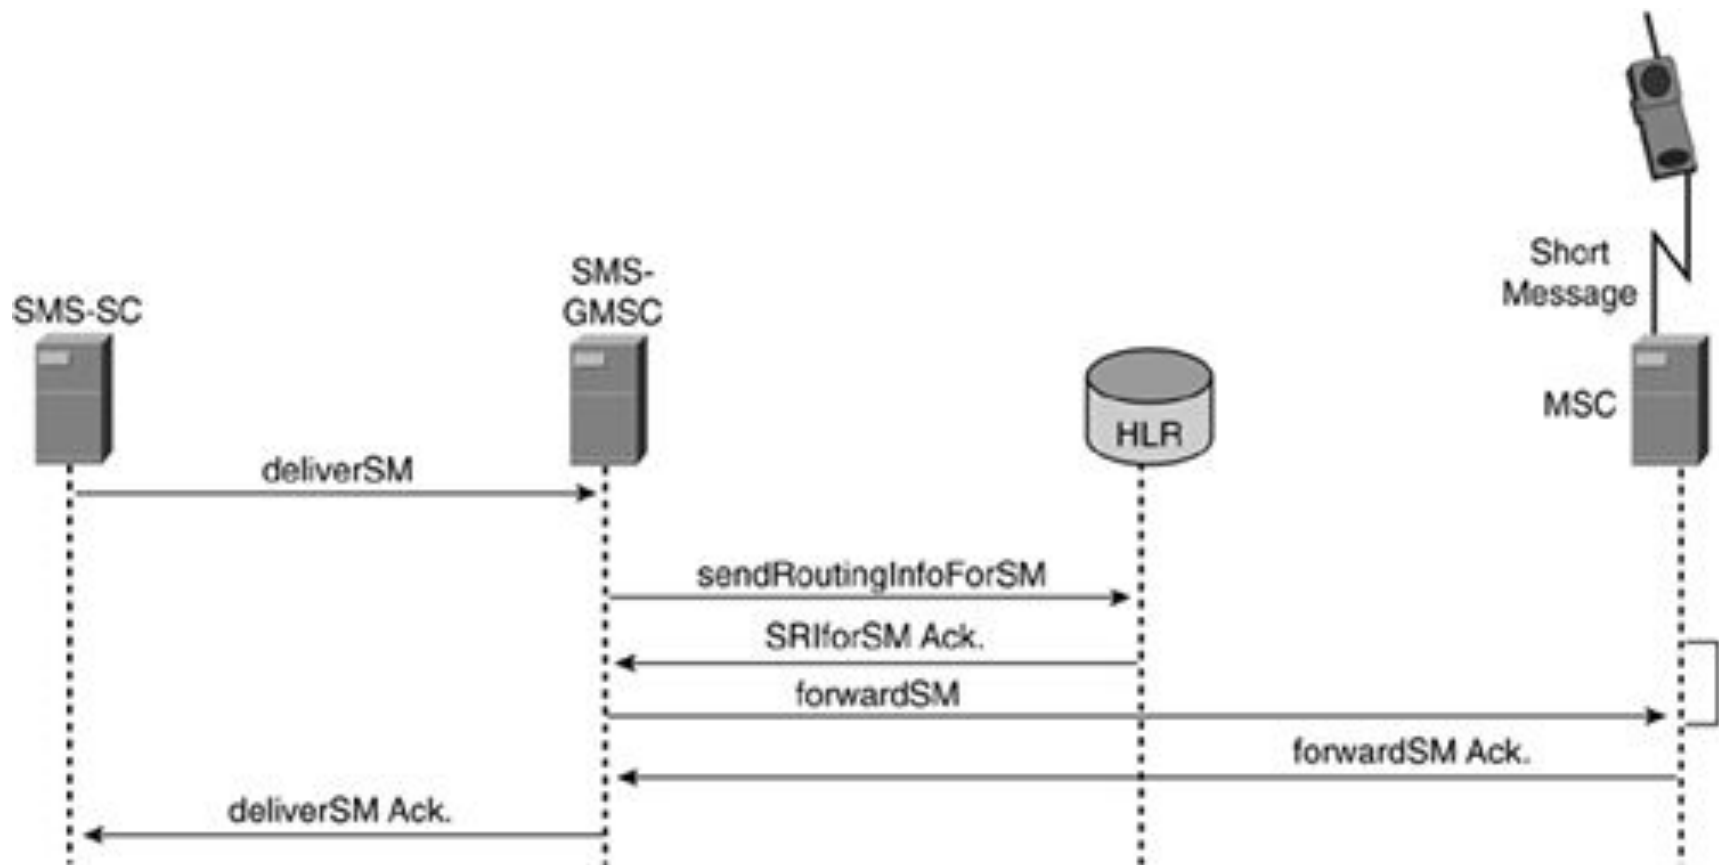 SMS-SC
SMS-
GMSC
HLR
Short
Message
MSC
deliverSM
sendRoutingInfoForSM
SRIforSM Ack.
forwardSM
forwardSM Ack.
deliverSM Ack.